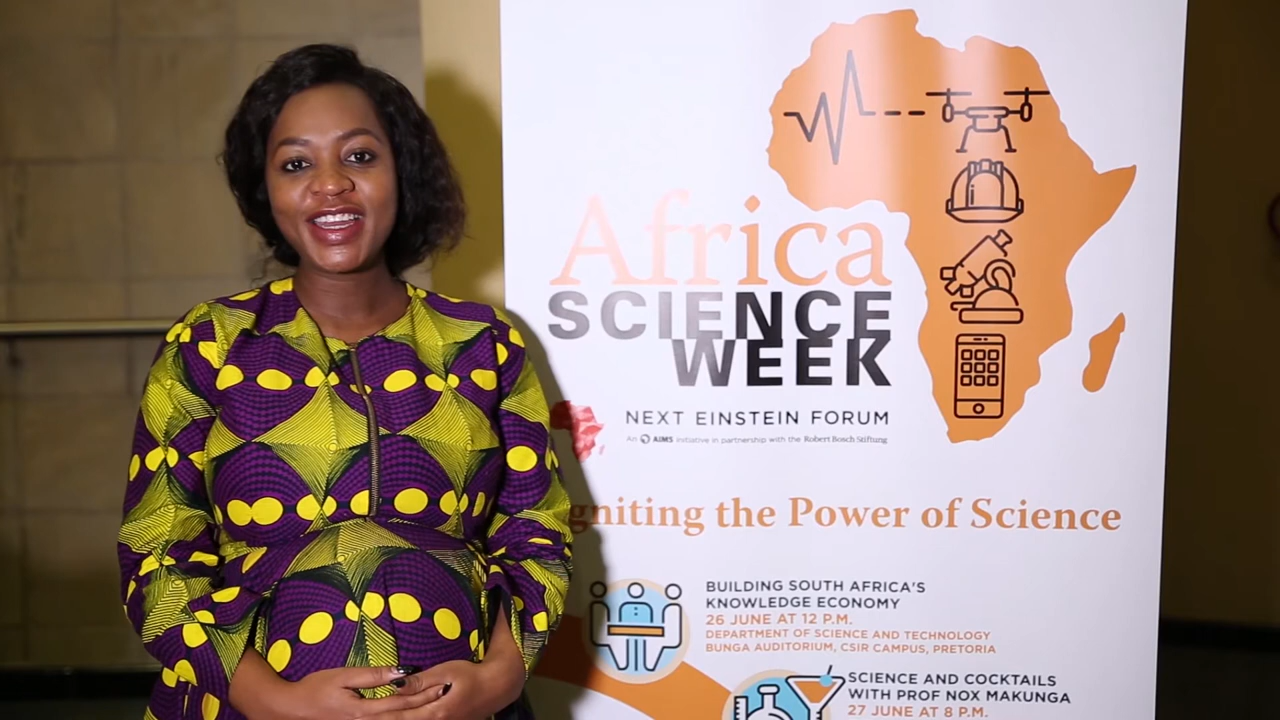 Africa
SCIENCE
WEEK
NEXT EINSTEIN FORUM
An AIMS initiative in partnership with the Robert Bosch Stiftung
gniting the Power of Science
BUILDING SOUTH AFRICA'S
KNOWLEDGE ECONOMY
26 JUNE AT 12 P.M.
DEPARTMENT OF SCIENCE AND TECHNOLOGY
BUNGA AUDITORIUM, CSIR CAMPUS, PRETORIA
SCIENCE AND COCKTAILS
WITH PROF NOX MAKUNGA
27 JUNE AT 8 P.M.